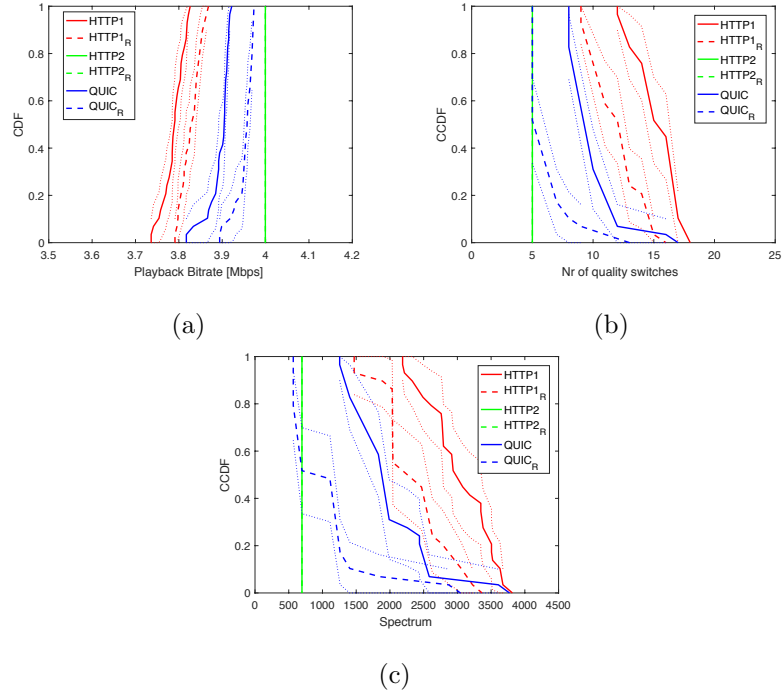 1
0.8
0.6
0.4
0.2
0
CDF
HTTP1
HTTP1R
HTTP2
HTTP2R
QUIC
QUICR
3.5 3.6 3.7 3.8 3.9 4 4.1 4.2
Playback Bitrate [Mbps]
(a)
1
0.8
0.6
0.4
0.2
0
CCDF
HTTP1
HTTP1R
HTTP2
HTTP2R
QUIC
QUICR
0 5 10 15 20 25
Nr of quality switches
(b)
1
0.8
0.6
0.4
0.2
0
CCDF
HTTP1
HTTP1R
HTTP2
HTTP2R
QUIC
QUICR
0 500 1000 1500 2000 2500 3000 3500 4000 4500
Spectrum
(c)